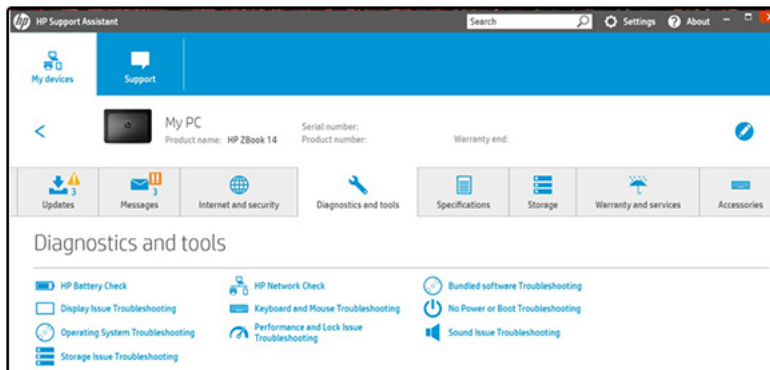 hp HP Support Assistant Search Settings ? About
My devices Support
My PC
Product name: HP ZBook 14
Serial number:
Product number:
Warranty end:
3 3
Updates Messages Internet and security Diagnostics and tools Specifications Storage Warranty and services Accessories
Diagnostics and tools
HP Battery Check HP Network Check Bundled software Troubleshooting
Display Issue Troubleshooting Keyboard and Mouse Troubleshooting No Power or Boot Troubleshooting
Operating System Troubleshooting Performance and Lock Issue
Troubleshooting Sound Issue Troubleshooting
Storage Issue Troubleshooting